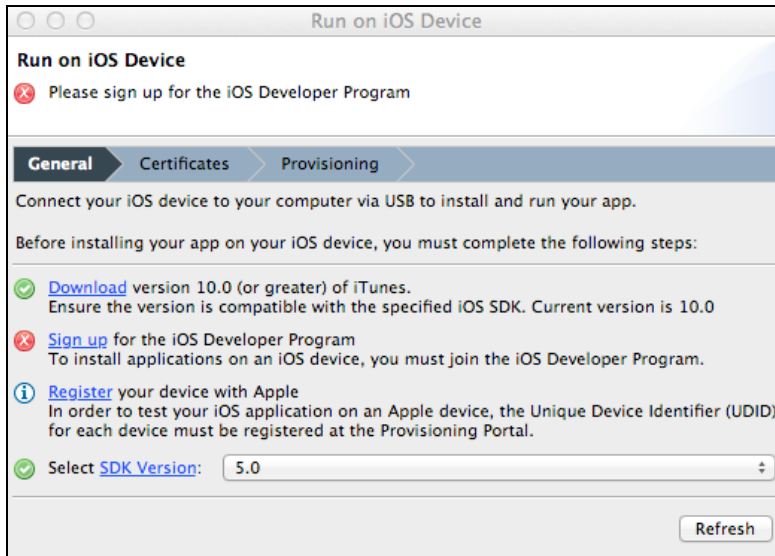 Run on iOS Device
Run on iOS Device
Please sign up for the iOS Developer Program
General Certificates Provisioning
Connect your iOS device to your computer via USB to install and run your app.
Before installing your app on your iOS device, you must complete the following steps:
Download version 10.0 (or greater) of iTunes.
Ensure the version is compatible with the specified iOS SDK. Current version is 10.0
Sign up for the iOS Developer Program
To install applications on an iOS device, you must join the iOS Developer Program.
Register your device with Apple
In order to test your iOS application on an Apple device, the Unique Device Identifier (UDID)
for each device must be registered at the Provisioning Portal.
Select SDK Version: 5.0
Refresh